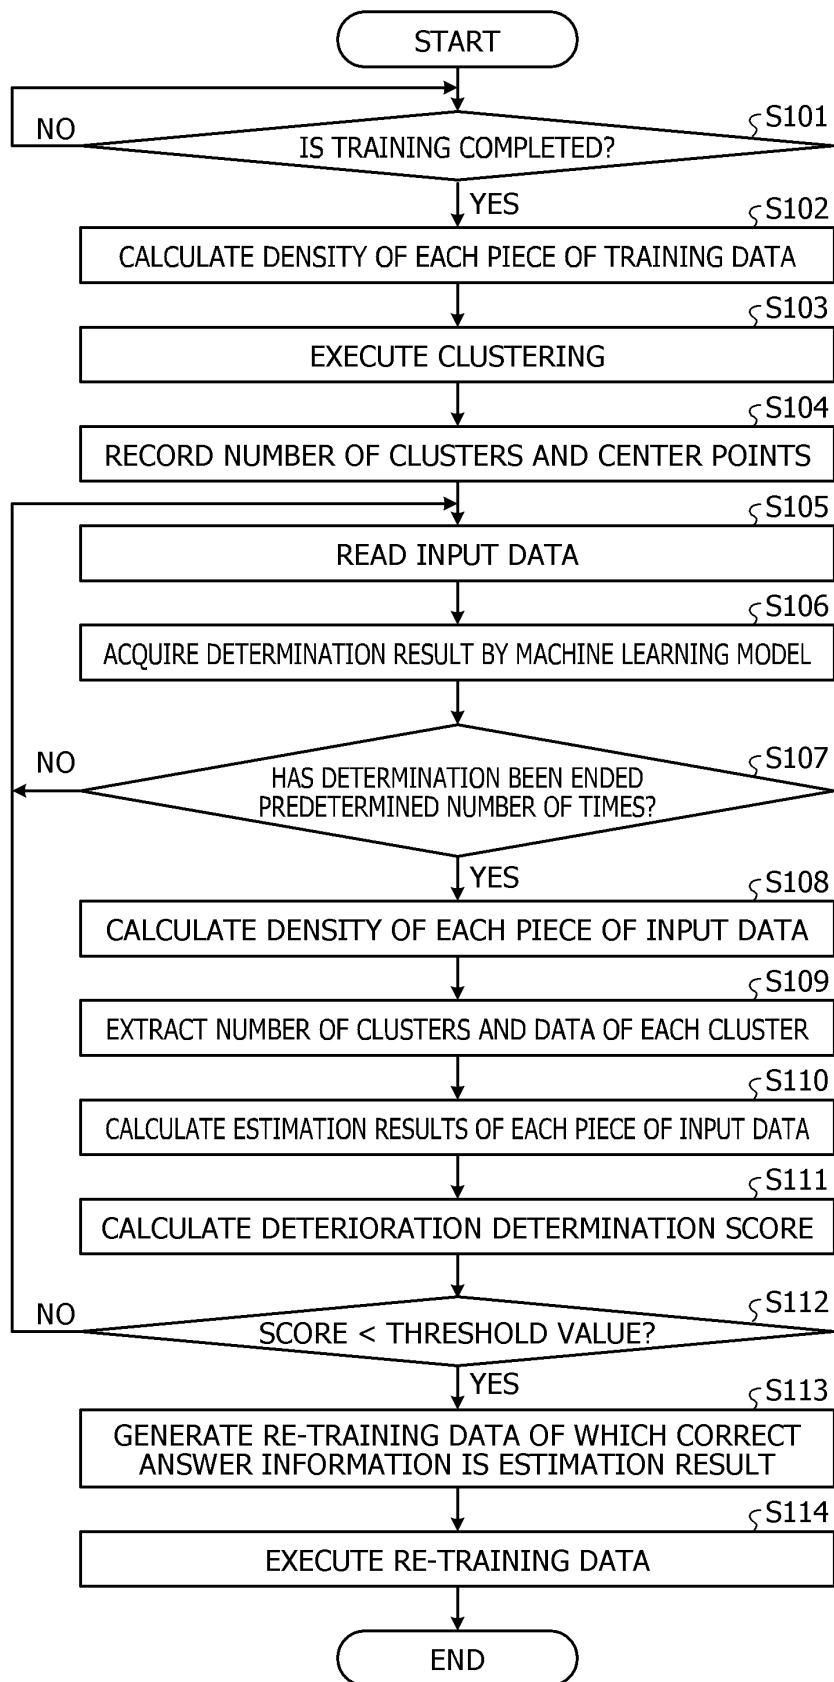 START
NO
S101
IS TRAINING COMPLETED?
YES
S102
CALCULATE DENSITY OF EACH PIECE OF TRAINING DATA
S103
EXECUTE CLUSTERING
S104
RECORD NUMBER OF CLUSTERS AND CENTER POINTS
S105
READ INPUT DATA
S106
ACQUIRE DETERMINATION RESULT BY MACHINE LEARNING MODEL
NO
S107
HAS DETERMINATION BEEN ENDED
PREDETERMINED NUMBER OF TIMES?
YES
S108
CALCULATE DENSITY OF EACH PIECE OF INPUT DATA
S109
EXTRACT NUMBER OF CLUSTERS AND DATA OF EACH CLUSTER
S110
CALCULATE ESTIMATION RESULTS OF EACH PIECE OF INPUT DATA
S111
CALCULATE DETERIORATION DETERMINATION SCORE
NO
S112
SCORE < THRESHOLD VALUE?
YES
S113
GENERATE RE-TRAINING DATA OF WHICH CORRECT
ANSWER INFORMATION IS ESTIMATION RESULT
S114
EXECUTE RE-TRAINING DATA
END